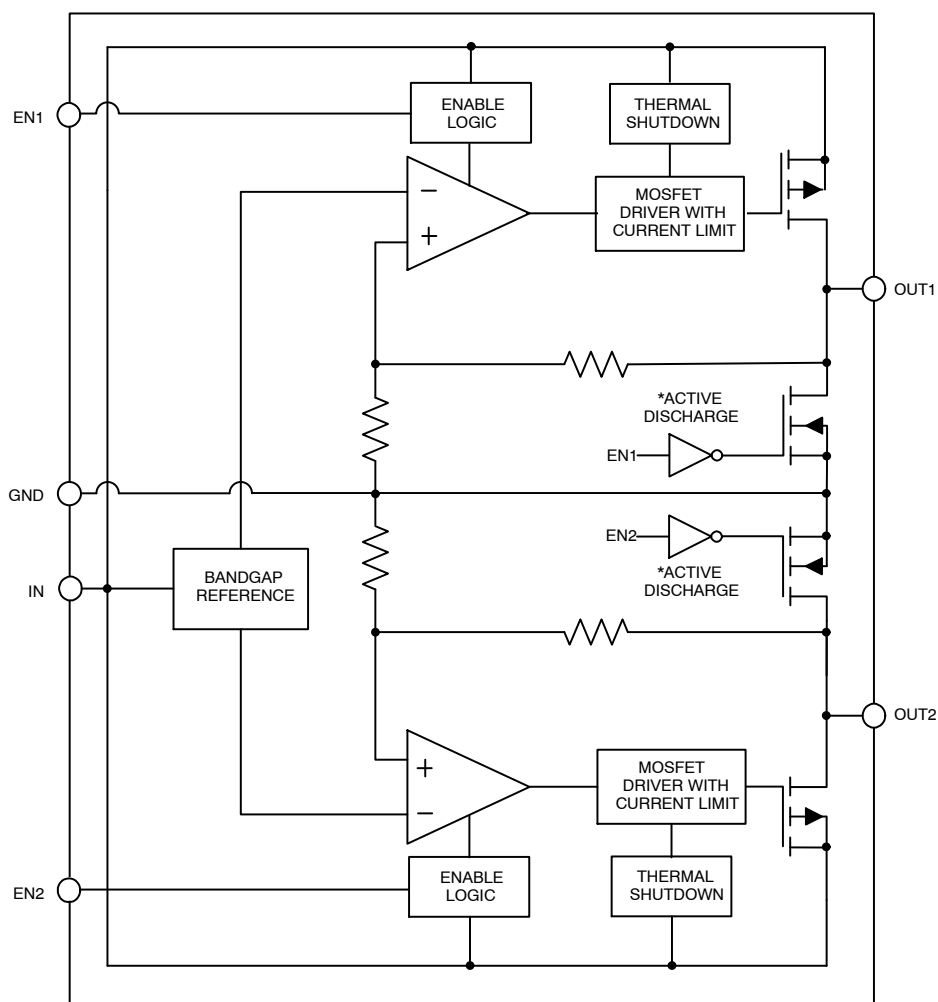 EN1
ENABLE
LOGIC
THERMAL
SHUTDOWN
−
+
MOSFET
DRIVER WITH
CURRENT LIMIT
OUT1
*ACTIVE
DISCHARGE
EN1
GND
EN2
*ACTIVE
DISCHARGE
IN
BANDGAP
REFERENCE
OUT2
+
−
MOSFET
DRIVER WITH
CURRENT LIMIT
EN2
ENABLE
LOGIC
THERMAL
SHUTDOWN